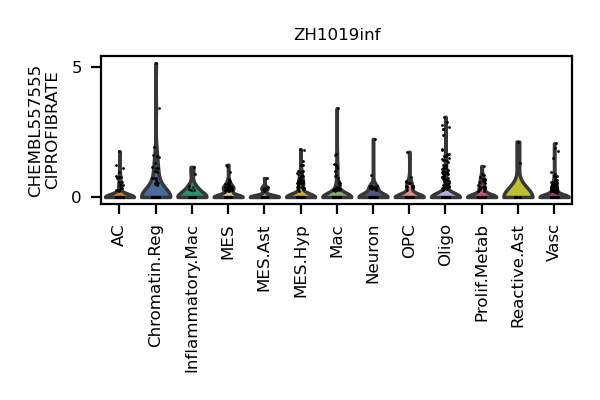 ZH1019inf
CHEMBL557555
CIPROFIBRATE
5
0
AC
Chromatin.Reg
Inflammatory.Mac
MES
MES.Ast
MES.Hyp
Mac
Neuron
OPC
Oligo
Prolif.Metab
Reactive.Ast
Vasc